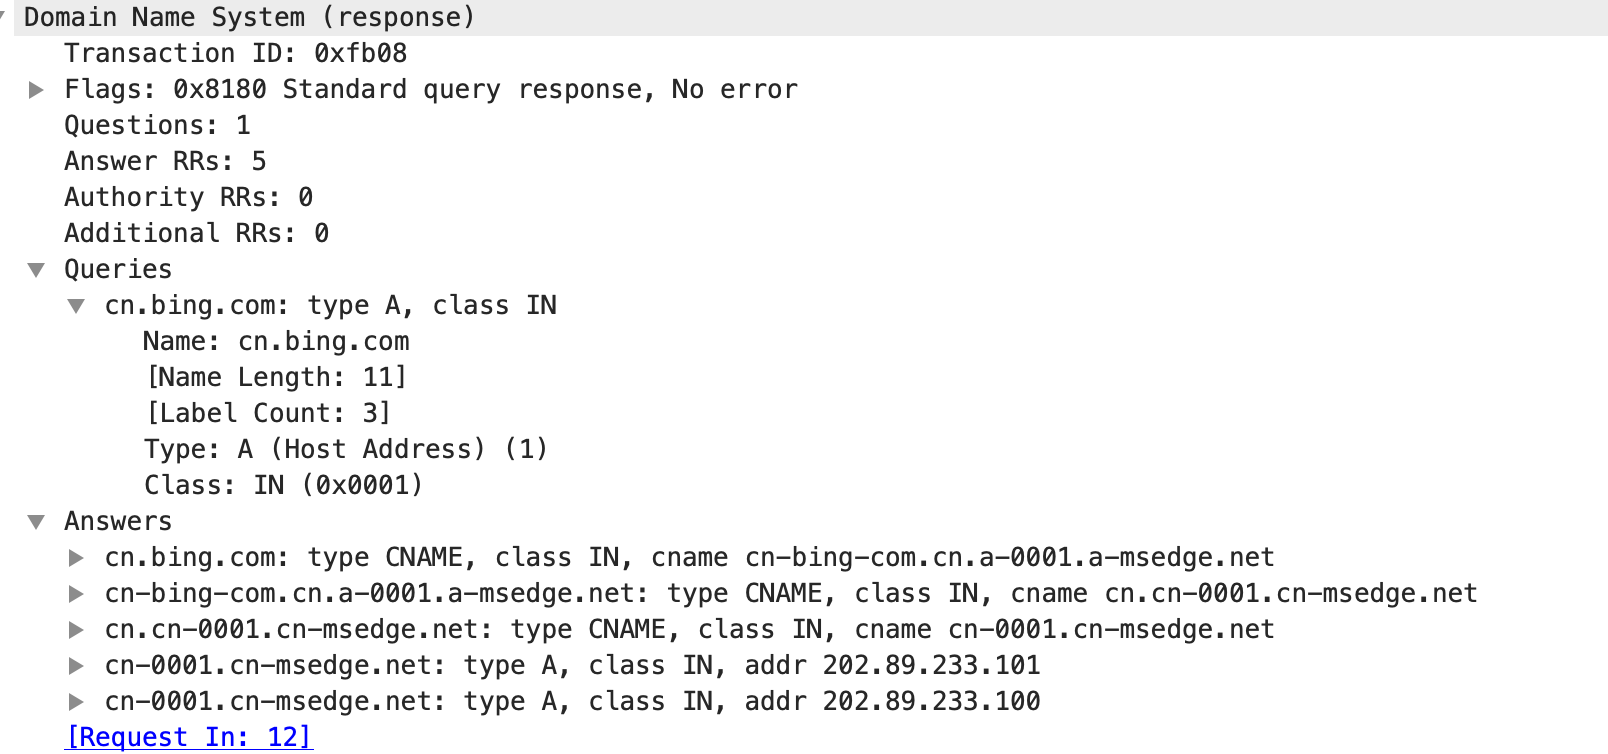 Domain Name System (response)
Transaction ID: 0xfb08
Flags: 0x8180 Standard query response, No error
Questions: 1
Answer RRs: 5
Authority RRs: 0
Additional RRs: 0
Queries
cn.bing.com: type A, class IN
Name: cn.bing.com
[Name Length: 11]
[Label Count: 3]
Type: A (Host Address) (1)
Class: IN (0x0001)
Answers
cn.bing.com: type CNAME, class IN, cname cn-bing-com.cn.a-0001.a-msedge.net
cn-bing-com.cn.a-0001.a-msedge.net: type CNAME, class IN, cname cn.cn-0001.cn-msedge.net
cn.cn-0001.cn-msedge.net: type CNAME, class IN, cname cn-0001.cn-msedge.net
cn-0001.cn-msedge.net: type A, class IN, addr 202.89.233.101
cn-0001.cn-msedge.net: type A, class IN, addr 202.89.233.100
[Request In: 12]